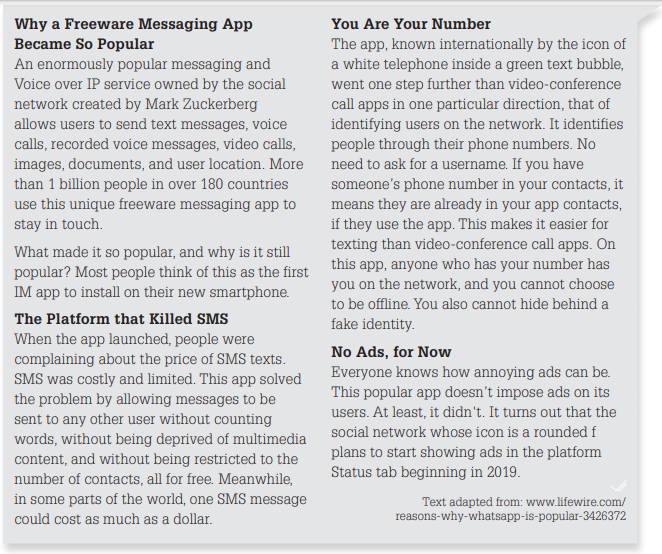 Why a Freeware Messaging App
Became So Popular
An enormously popular messaging and
Voice over IP service owned by the social
network created by Mark Zuckerberg
allows users to send text messages, voice
calls, recorded voice messages, video calls,
images, documents, and user location. More
than 1 billion people in over 180 countries
use this unique freeware messaging app to
stay in touch.
What made it so popular, and why is it still
popular? Most people think of this as the first
IM app to install on their new smartphone.
The Platform that Killed SMS
When the app launched, people were
complaining about the price of SMS texts.
SMS was costly and limited. This app solved
the problem by allowing messages to be
sent to any other user without counting
words, without being deprived of multimedia
content, and without being restricted to the
number of contacts, all for free. Meanwhile,
in some parts of the world, one SMS message
could cost as much as a dollar.
You Are Your Number
The app, known internationally by the icon of
a white telephone inside a green text bubble,
went one step further than video-conference
call apps in one particular direction, that of
identifying users on the network. It identifies
people through their phone numbers. No
need to ask for a username. If you have
someone's phone number in your contacts, it
means they are already in your app contacts,
if they use the app. This makes it easier for
texting than video-conference call apps. On
this app, anyone who has your number has
you on the network, and you cannot choose
to be offline. You also cannot hide behind a
fake identity.
No Ads, for Now
Everyone knows how annoying ads can be.
This popular app doesn't impose ads on its
users. At least, it didn't. It turns out that the
social network whose icon is a rounded f
plans to start showing ads in the platform
Status tab beginning in 2019.
Text adapted from: www.lifewire.com/
reasons-why-whatsapp-is-popular-3426372